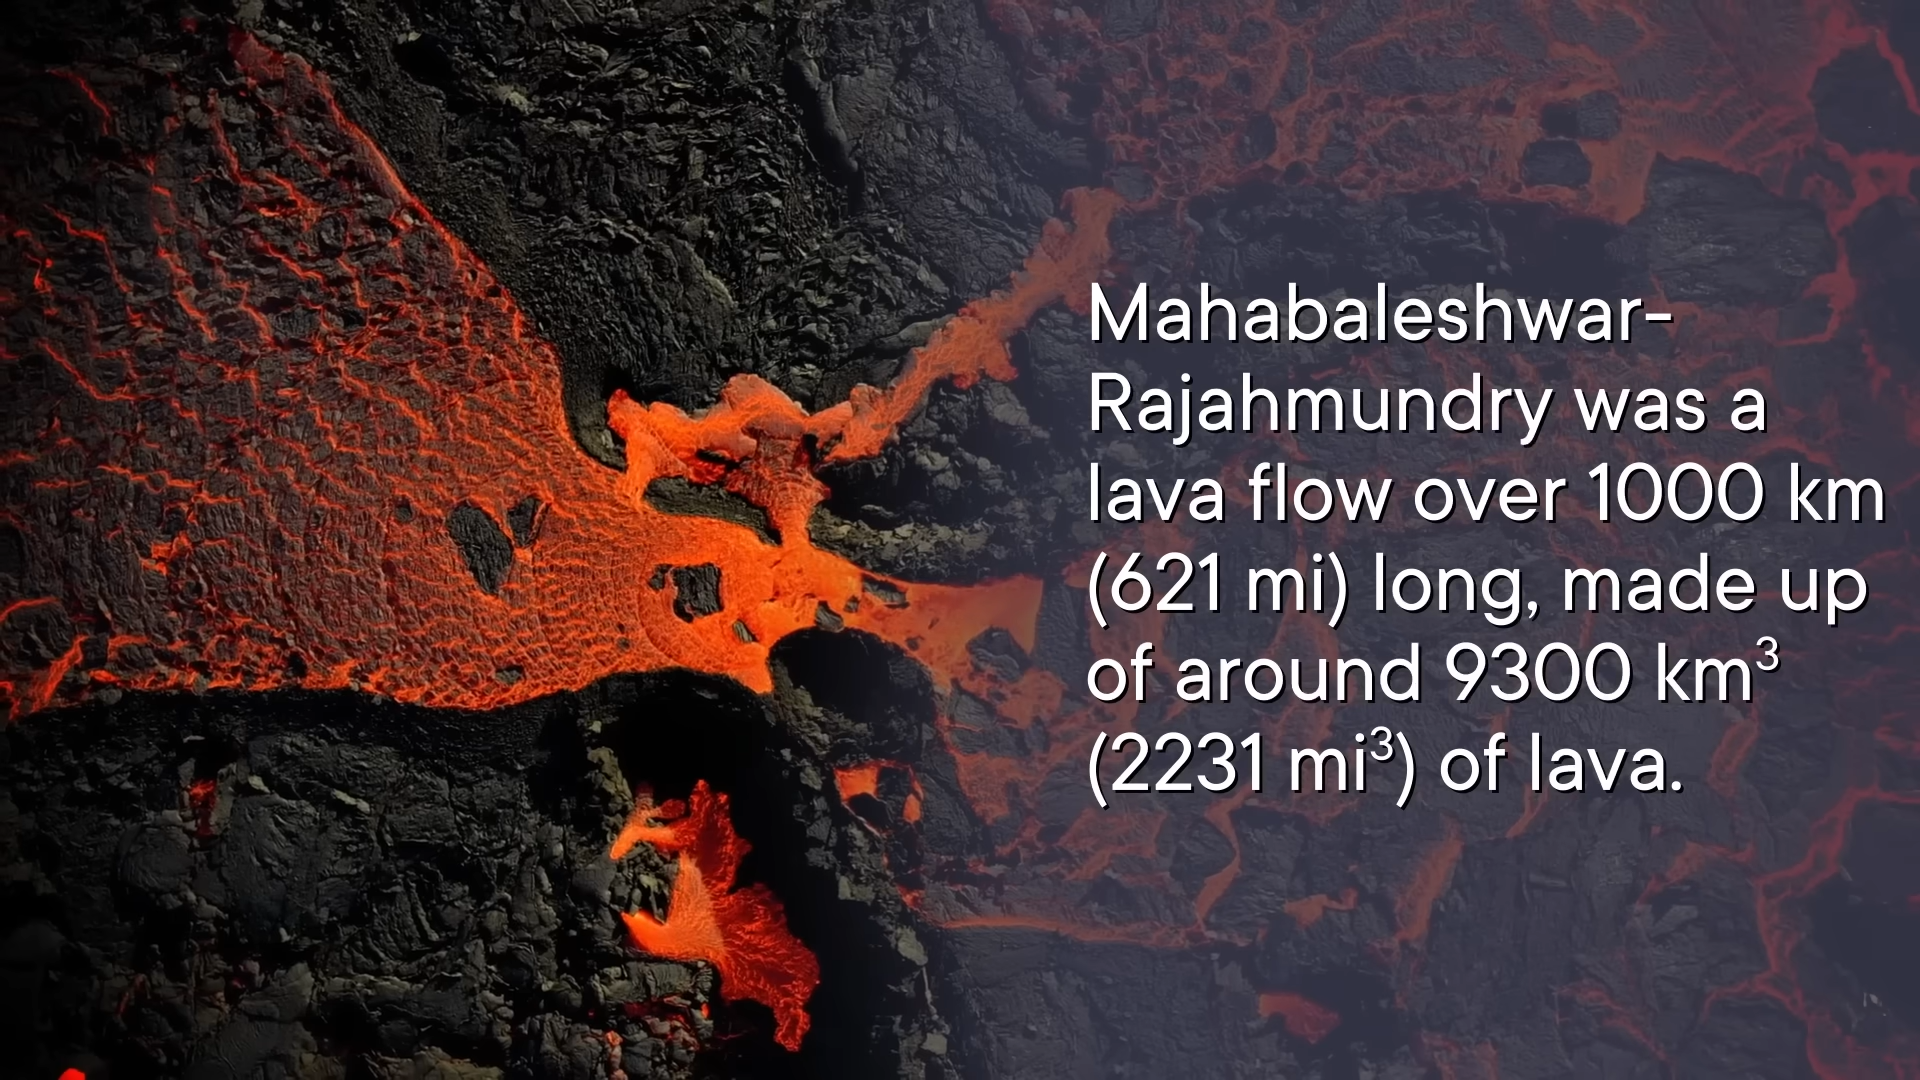 Mahabaleshwar-
Rajahmundry was a
lava flow over 1000 km
(621 mi) long, made up
of around 9300 km³
(2231 mi³) of lava.